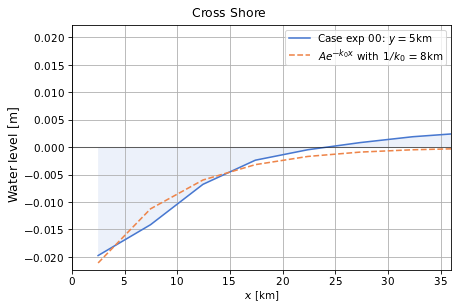 Cross Shore
Case exp 00: y = 5km
Ae^{-k_0x} with 1/k_0 = 8km
Water level [m]
0.020
0.015
0.010
0.005
0.000
−0.005
−0.010
−0.015
−0.020
0 5 10 15 20 25 30 35
x [km]